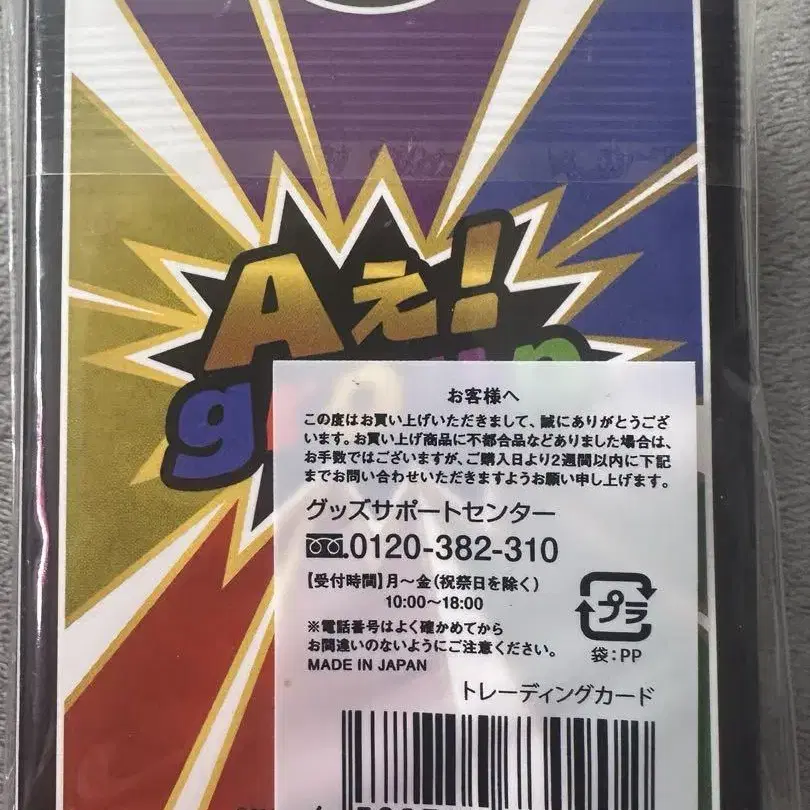 Aぇ!
group
お客様へ
この度はお買い上げいただきまして、誠にありがとうござ
います。お買い上げ商品に不都合品などありました場合は、
お手数ではございますが、ご購入日より2週間以内に下記
までお問い合わせいただきますようお願い申し上げます。
グッズサポートセンター
0120-382-310
【受付時間】月〜金(祝祭日を除く)
10:00〜18:00
※電話番号はよく確かめてから
お間違いのないようにご注意ください。
MADE IN JAPAN
プラ
袋:PP
トレーディングカード